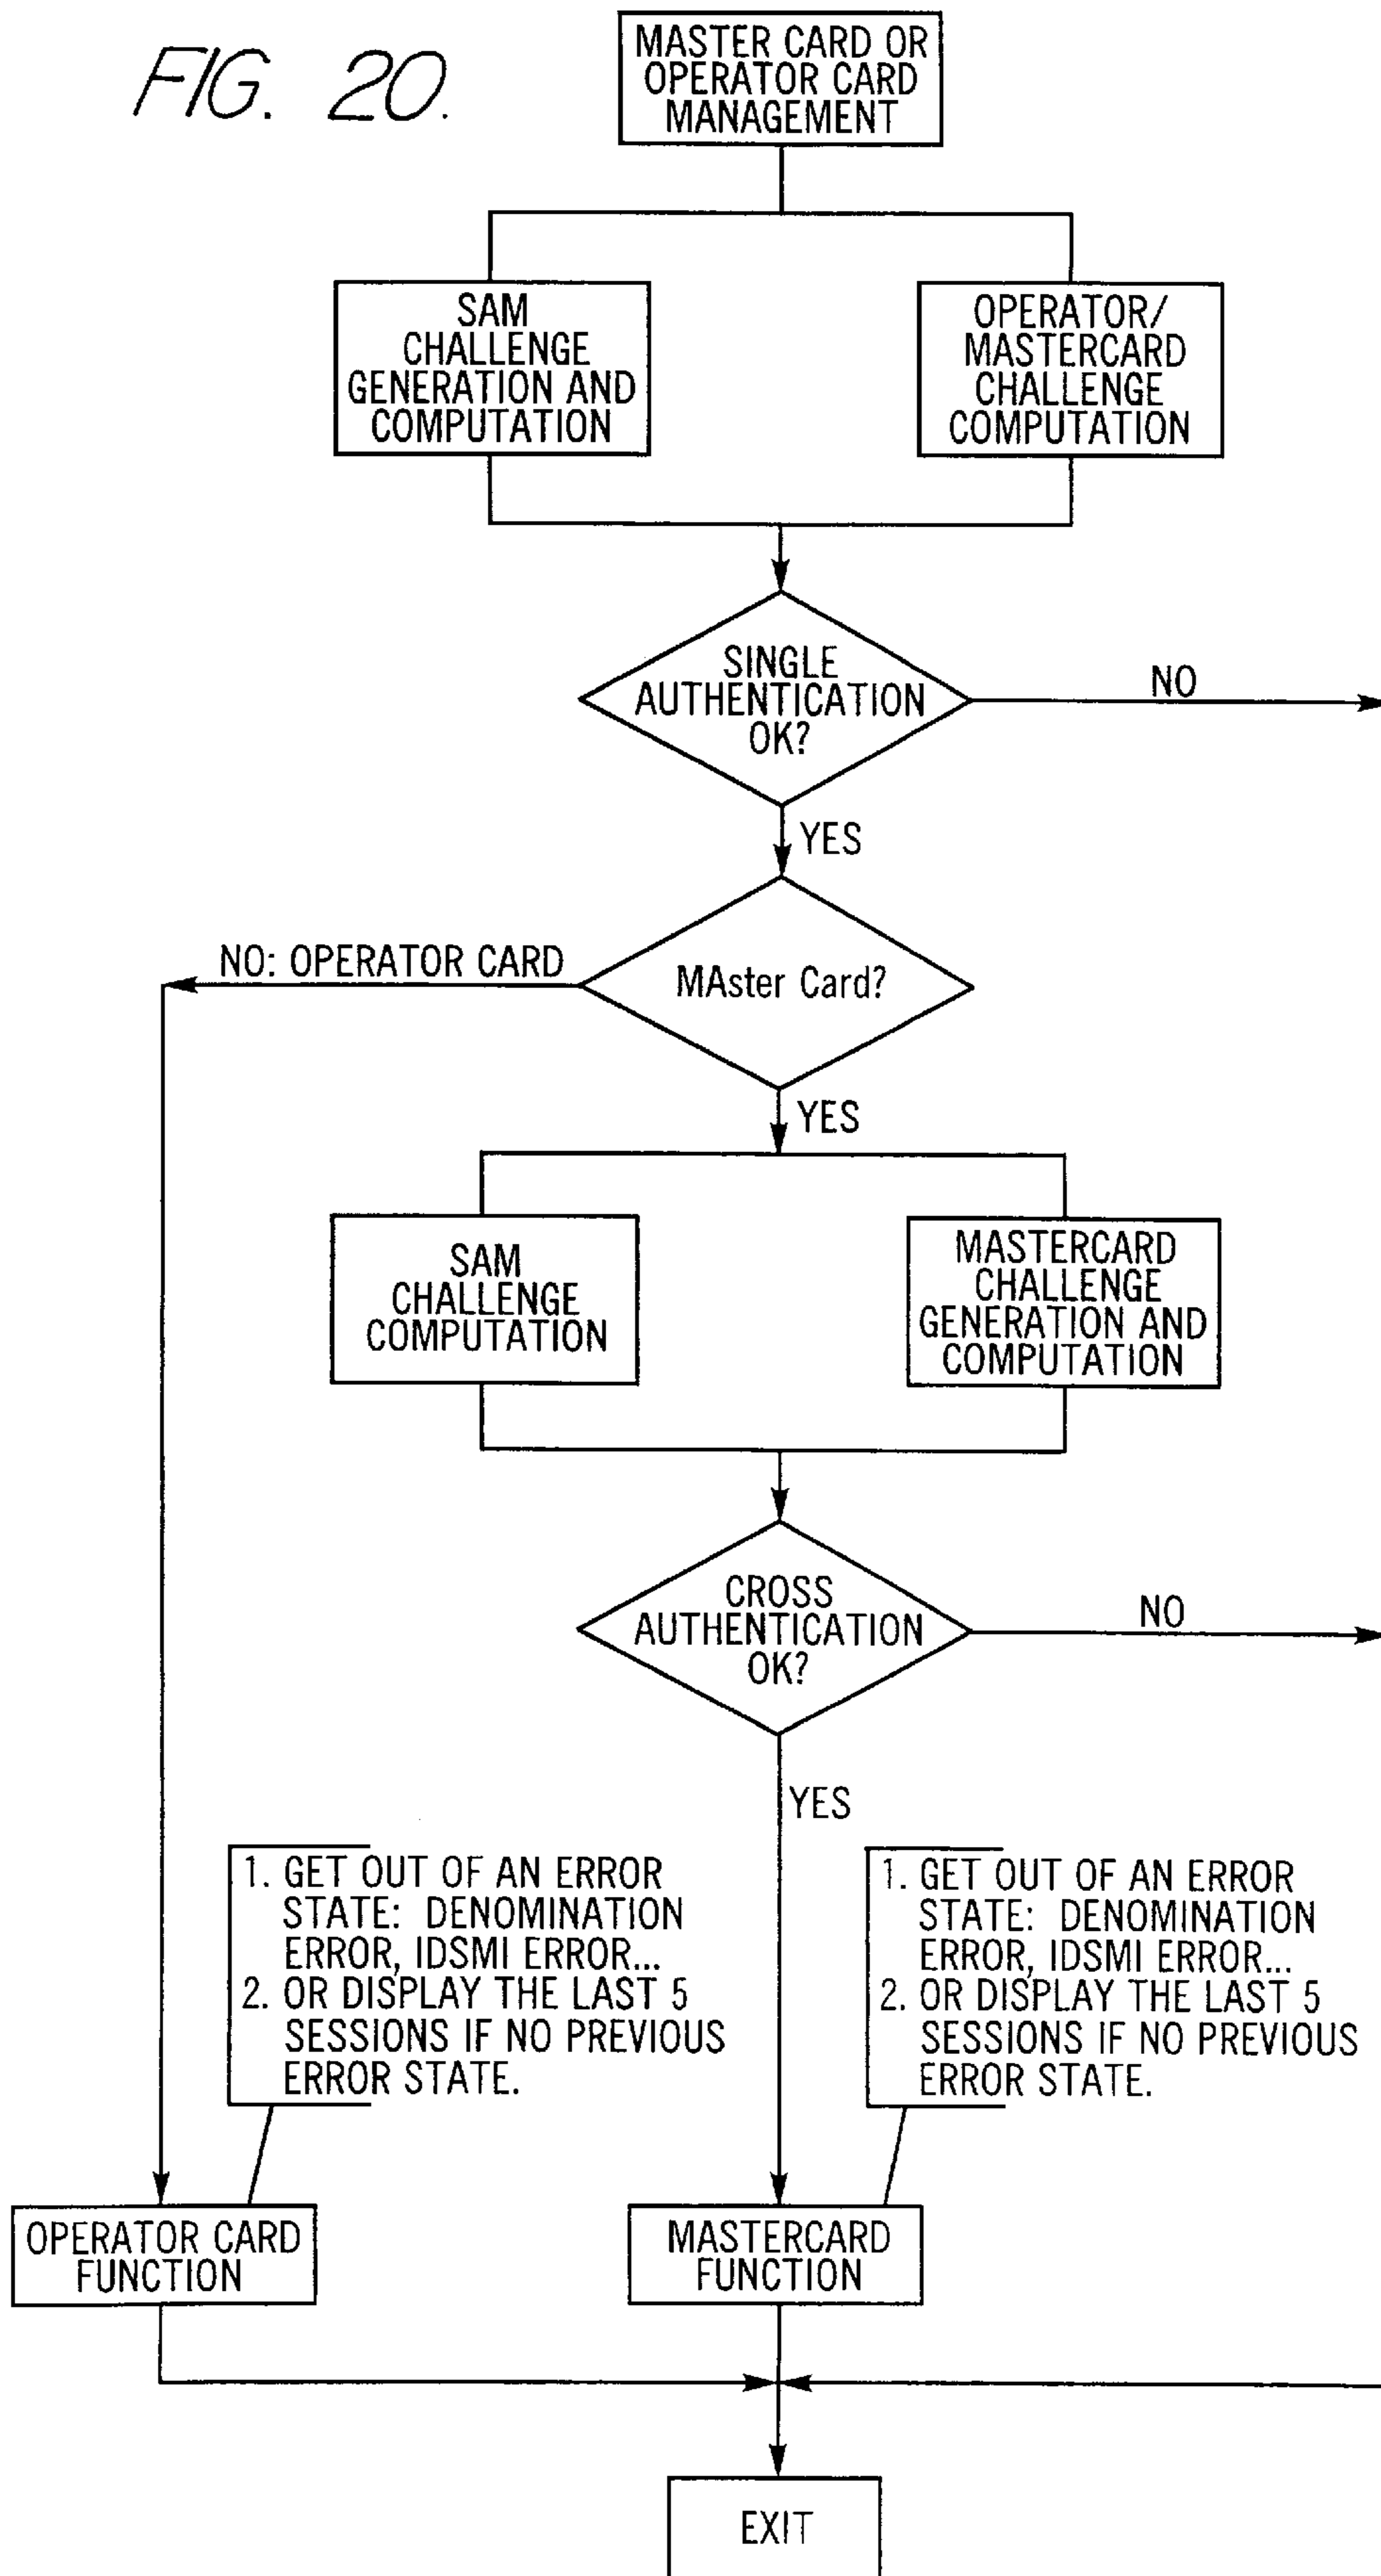 FIG. 20.
MASTER CARD OR
OPERATOR CARD
MANAGEMENT
SAM
CHALLENGE
GENERATION AND
COMPUTATION
OPERATOR/
MASTERCARD
CHALLENGE
COMPUTATION
SINGLE
AUTHENTICATION
OK?
NO
YES
NO: OPERATOR CARD
MAster Card?
YES
SAM
CHALLENGE
COMPUTATION
MASTERCARD
CHALLENGE
GENERATION AND
COMPUTATION
CROSS
AUTHENTICATION
OK?
NO
YES
1. GET OUT OF AN ERROR
STATE: DENOMINATION
ERROR, IDSMI ERROR...
2. OR DISPLAY THE LAST 5
SESSIONS IF NO PREVIOUS
ERROR STATE.
1. GET OUT OF AN ERROR
STATE: DENOMINATION
ERROR, IDSMI ERROR...
2. OR DISPLAY THE LAST 5
SESSIONS IF NO PREVIOUS
ERROR STATE.
OPERATOR CARD
FUNCTION
MASTERCARD
FUNCTION
EXIT